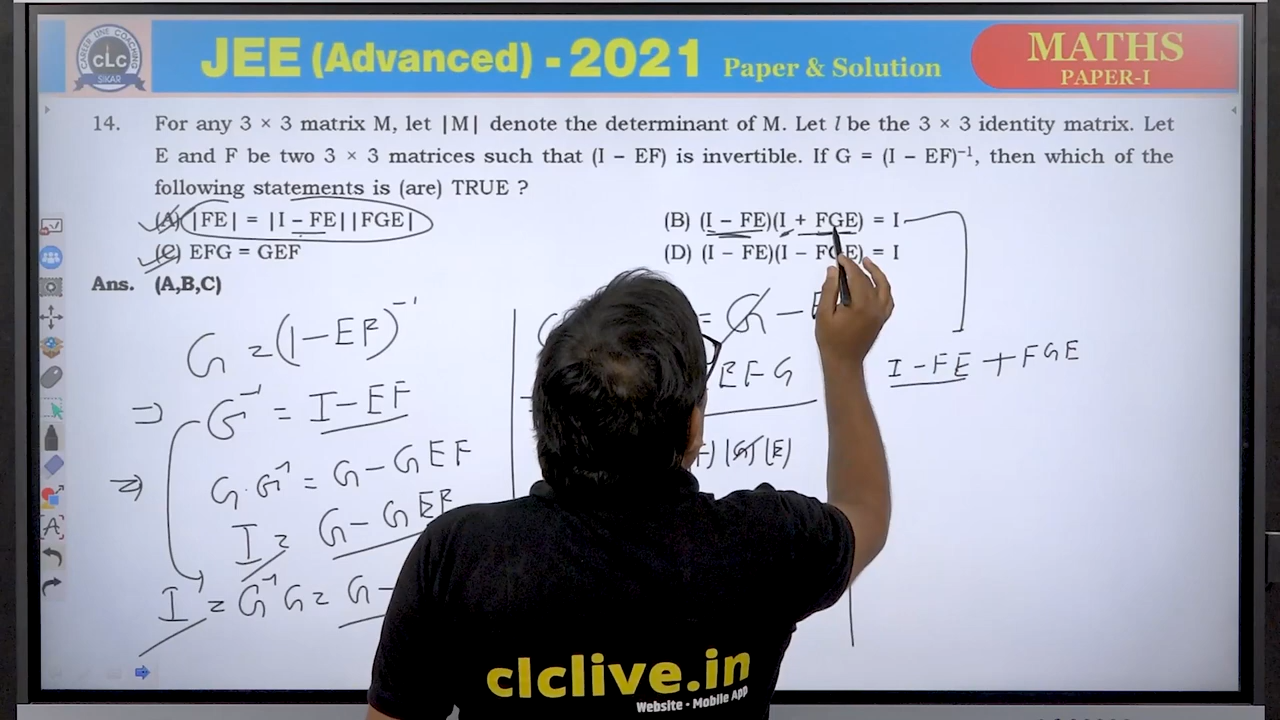 CAREER LINE COACHING
CLC
SIKAR
JEE (Advanced) - 2021 Paper & Solution
MATHS
PAPER-I
14. For any 3 × 3 matrix M, let |M| denote the determinant of M. Let I be the 3 × 3 identity matrix. Let
E and F be two 3 × 3 matrices such that (I – EF) is invertible. If G = (I – EF)⁻¹, then which of the
following statements is (are) TRUE ?
(A) |FE| = |I – FE||FGE| (B) (I – FE)(I + FGE) = I
(C) EFG = GEF (D) (I – FE)(I – FGE) = I
Ans. (A,B,C)
G = (I-EF)⁻¹
⇒ G⁻¹ = I-EF
⇒ G.G⁻¹ = G-GEF
I = G-GEF
I = G⁻¹G = G-
= G-
EFG
|G| |E|
I-FE+FGE
clclive.in
Website • Mobile App